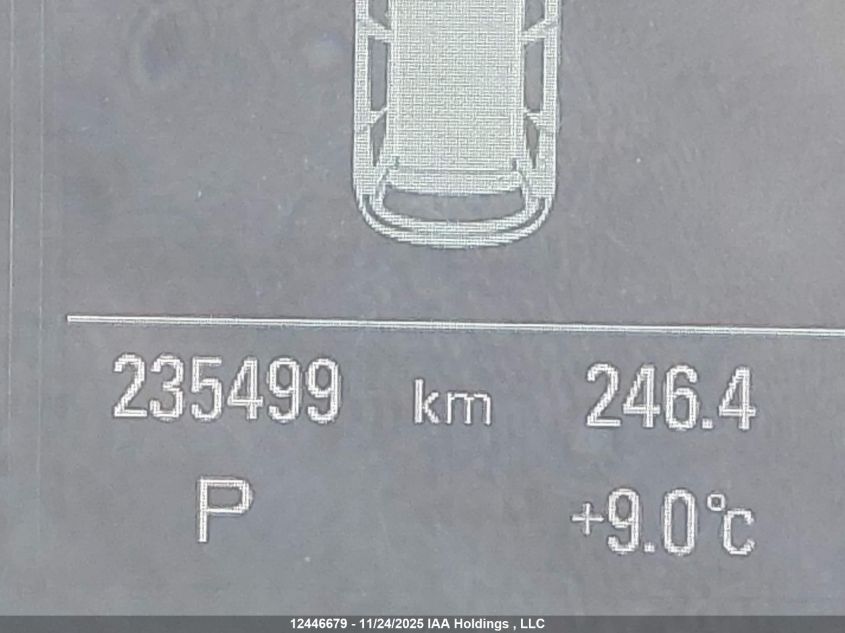 235499 km 246.4
P +9.0°c
12446679 - 11/24/2025 IAA Holdings , LLC